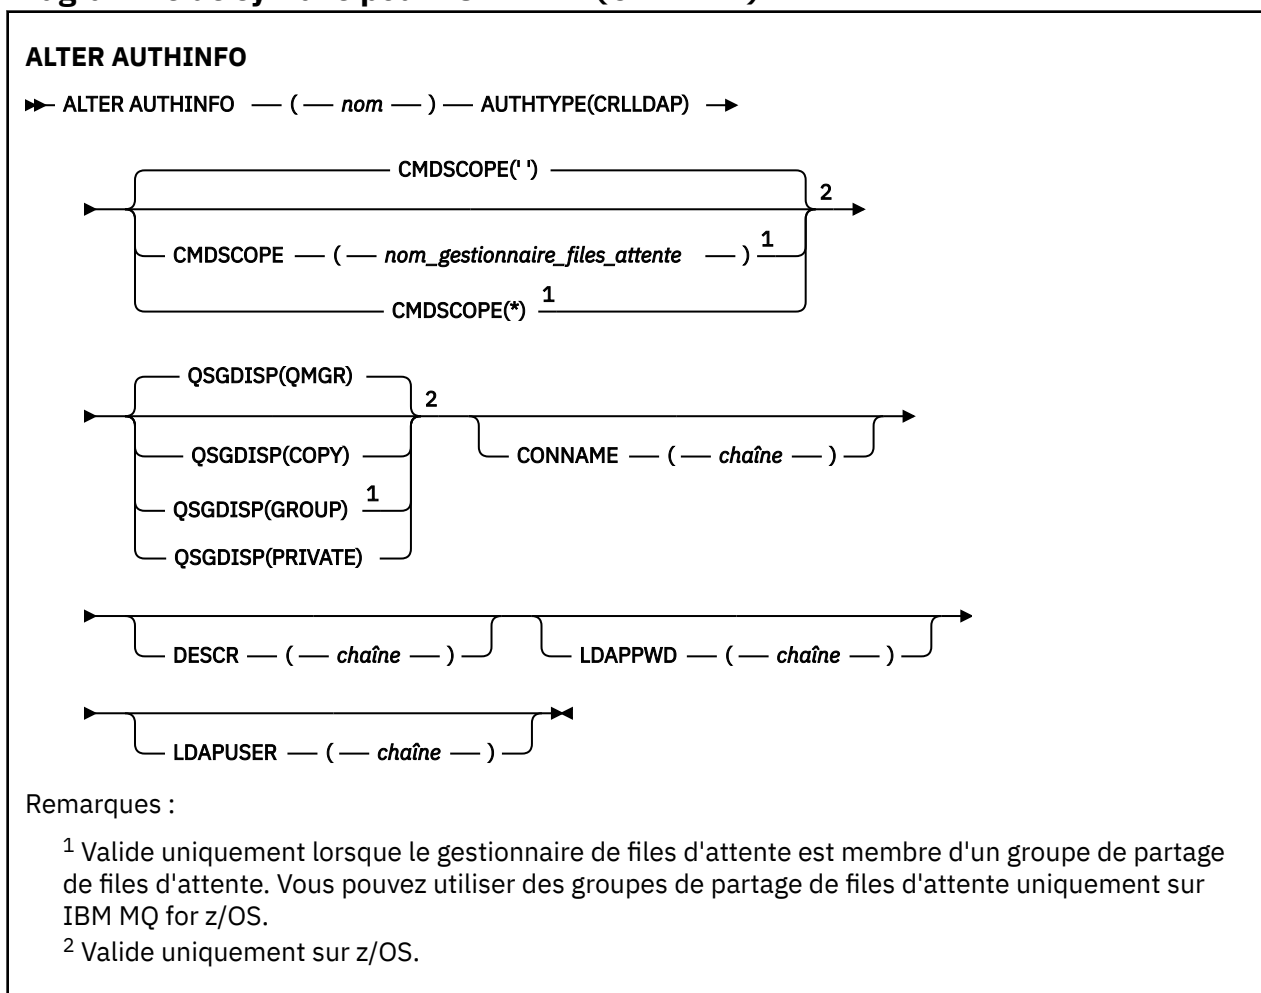 ALTER AUTHINFO
ALTER AUTHINFO ( nom ) AUTHTYPE(CRLLDAP)
CMDSCOPE(' ')
2
CMDSCOPE ( nom_gestionnaire_files_attente ) 1
CMDSCOPE(*) 1
QSGDISP(QMGR)
2
QSGDISP(COPY) CONNAME ( chaîne )
QSGDISP(GROUP) 1
QSGDISP(PRIVATE)
DESCR ( chaîne ) LDAPPWD ( chaîne )
LDAPUSER ( chaîne )
Remarques :
1 Valide uniquement lorsque le gestionnaire de files d'attente est membre d'un groupe de partage
de files d'attente. Vous pouvez utiliser des groupes de partage de files d'attente uniquement sur
IBM MQ for z/OS.
2 Valide uniquement sur z/OS.